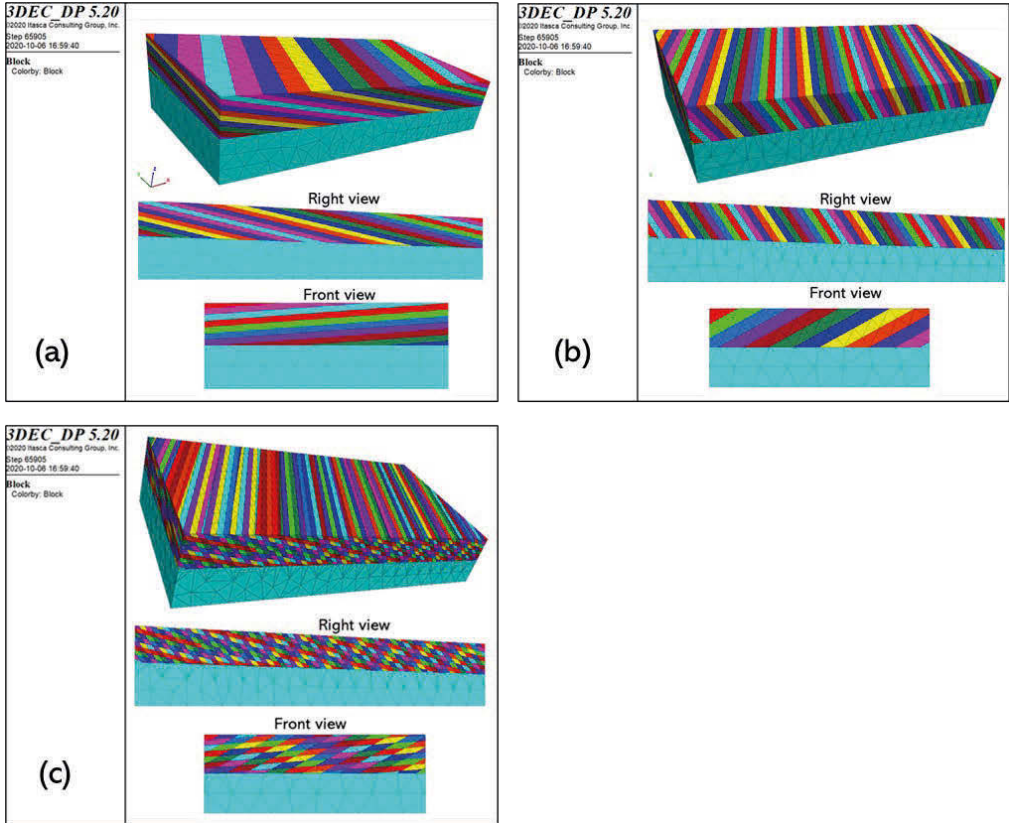 3DEC_DP 5.20
©2020 Itasca Consulting Group, Inc.
Step 65905
2020-10-06 16:59:40
Block
Colorby: Block
Right view
Front view
(a)
3DEC_DP 5.20
©2020 Itasca Consulting Group, Inc.
Step 65905
2020-10-06 16:59:40
Block
Colorby: Block
Right view
Front view
(b)
3DEC_DP 5.20
©2020 Itasca Consulting Group, Inc.
Step 65905
2020-10-06 16:59:40
Block
Colorby: Block
Right view
Front view
(c)